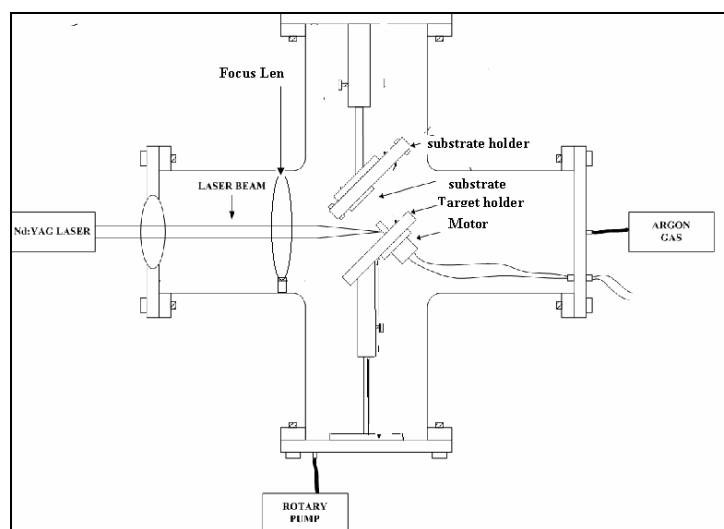 Focus Len
substrate holder
LASER BEAM
substrate
Target holder
Motor
Nd:YAG LASER
ARGON
GAS
ROTARY
PUMP